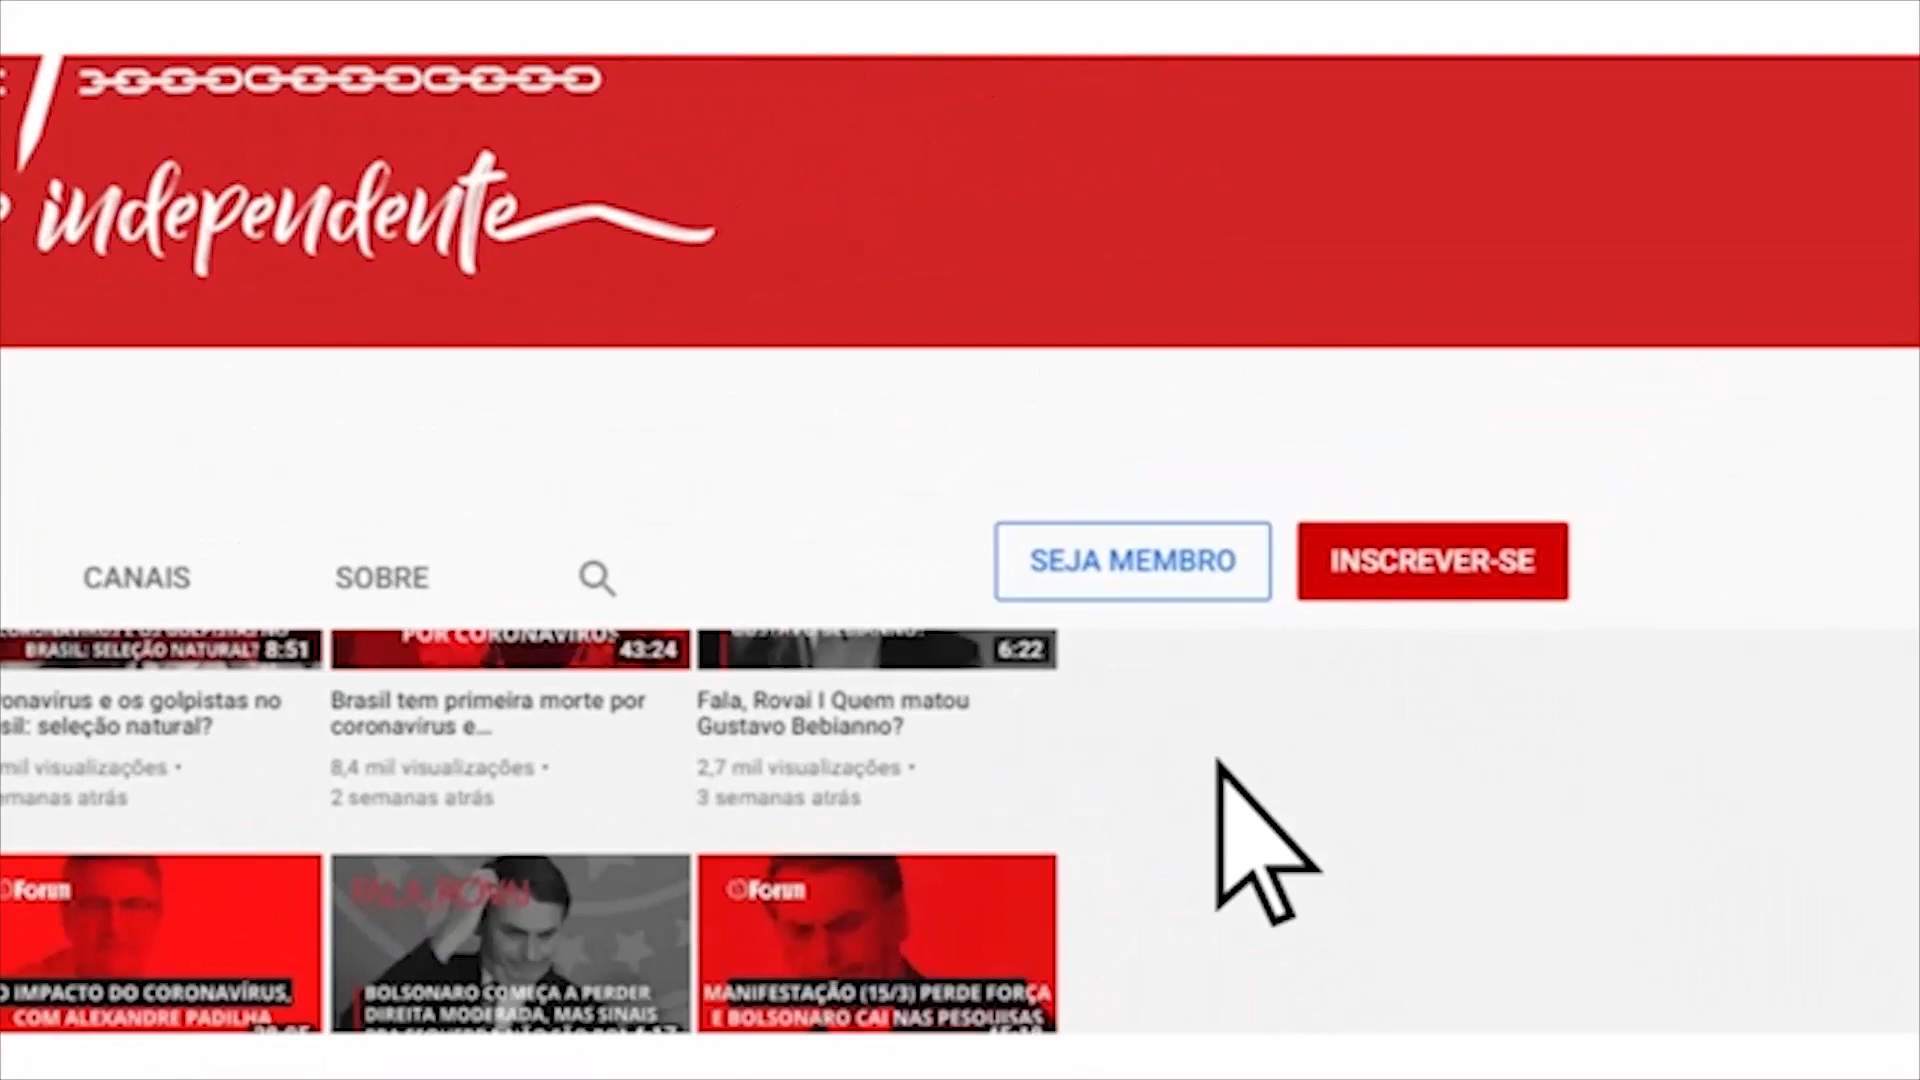 independente
SEJA MEMBRO
INSCREVER-SE
CANAIS
SOBRE
BRASIL: SELEÇÃO NATURAL? 8:51
POR CORONAVÍRUS
43:24
6:22
onavírus e os golpistas no
sil: seleção natural?
mil visualizações •
emanas atrás
Brasil tem primeira morte por
coronavírus e...
8,4 mil visualizações •
2 semanas atrás
Fala, Rovai I Quem matou
Gustavo Bebianno?
2,7 mil visualizações •
3 semanas atrás
Forum
O IMPACTO DO CORONAVÍRUS,
COM ALEXANDRE PADILHA
FALA, ROVAI
BOLSONARO COMEÇA A PERDER
DIREITA MODERADA, MAS SINAIS
Forum
MANIFESTAÇÃO (15/3) PERDE FORÇA
E BOLSONARO CAI NAS PESQUISAS